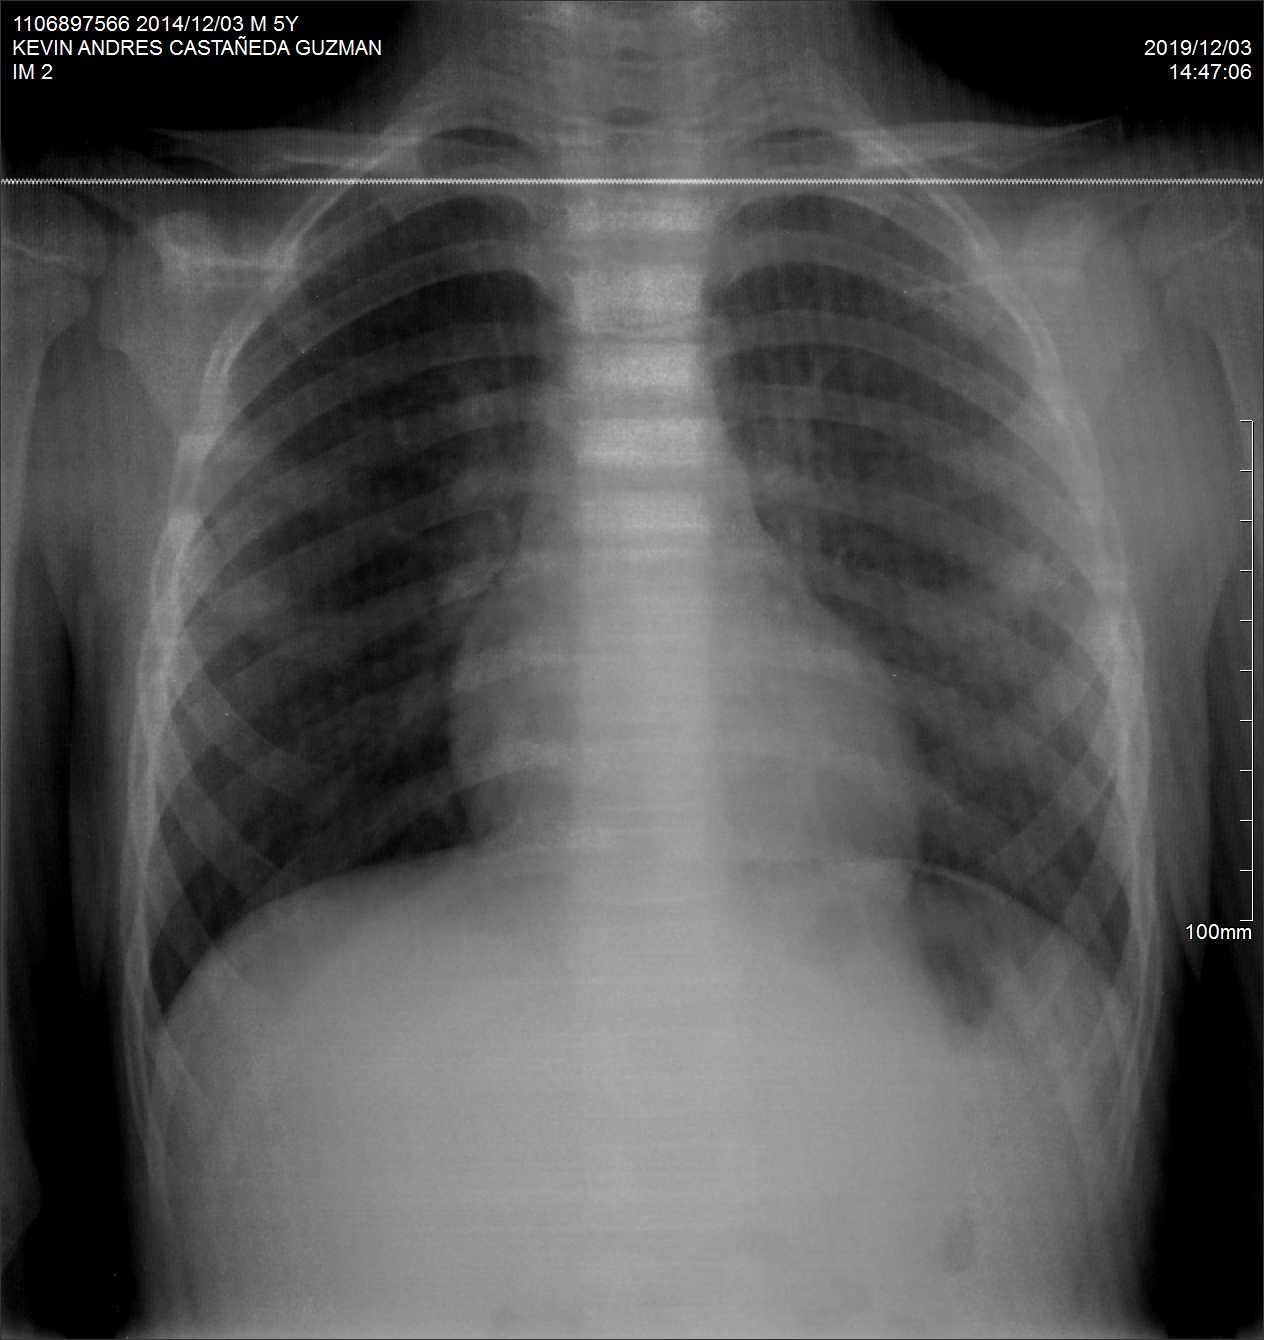 1106897566 2014/12/03 M 5Y
KEVIN ANDRES CASTAÑEDA GUZMAN
IM 2
2019/12/03
14:47:06
100mm